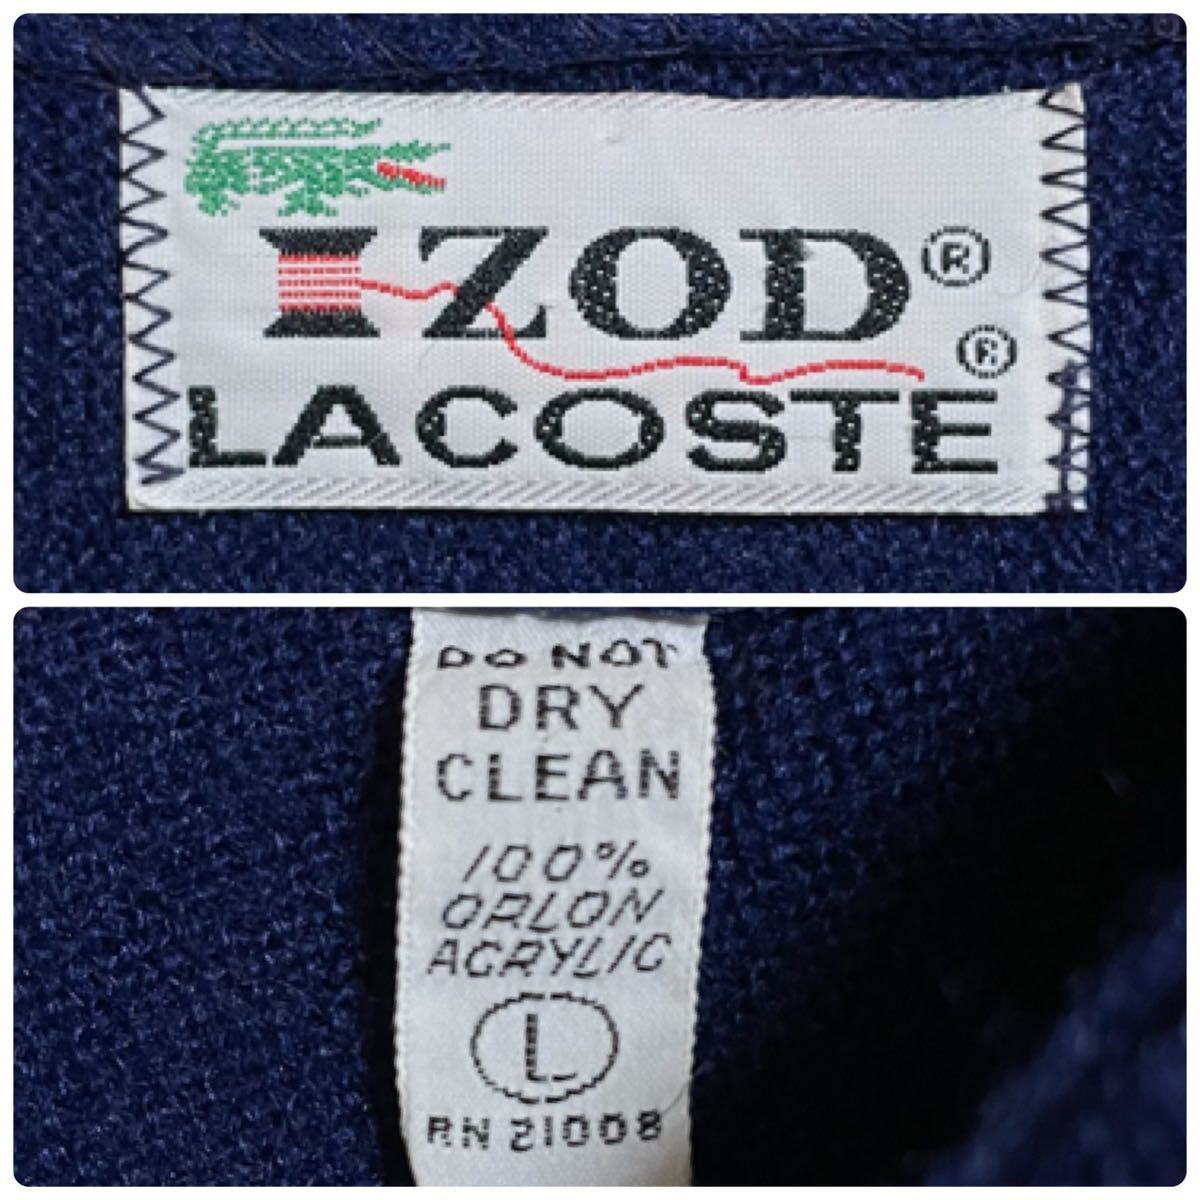 IZOD®
®
LACOSTE
DO NOT
DRY
CLEAN
100%
ORLON
ACRYLIC
L
RN 21008